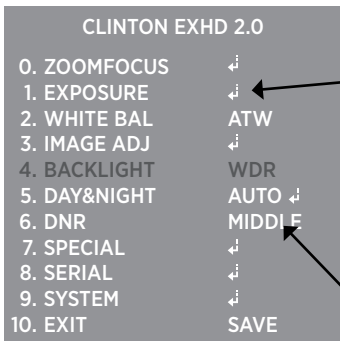 CLINTON EXHD 2.0
0. ZOOMFOCUS ↲
1. EXPOSURE ↲
2. WHITE BAL ATW
3. IMAGE ADJ ↲
4. BACKLIGHT WDR
5. DAY&NIGHT AUTO ↲
6. DNR MIDDLE
7. SPECIAL ↲
8. SERIAL ↲
9. SYSTEM ↲
10. EXIT SAVE